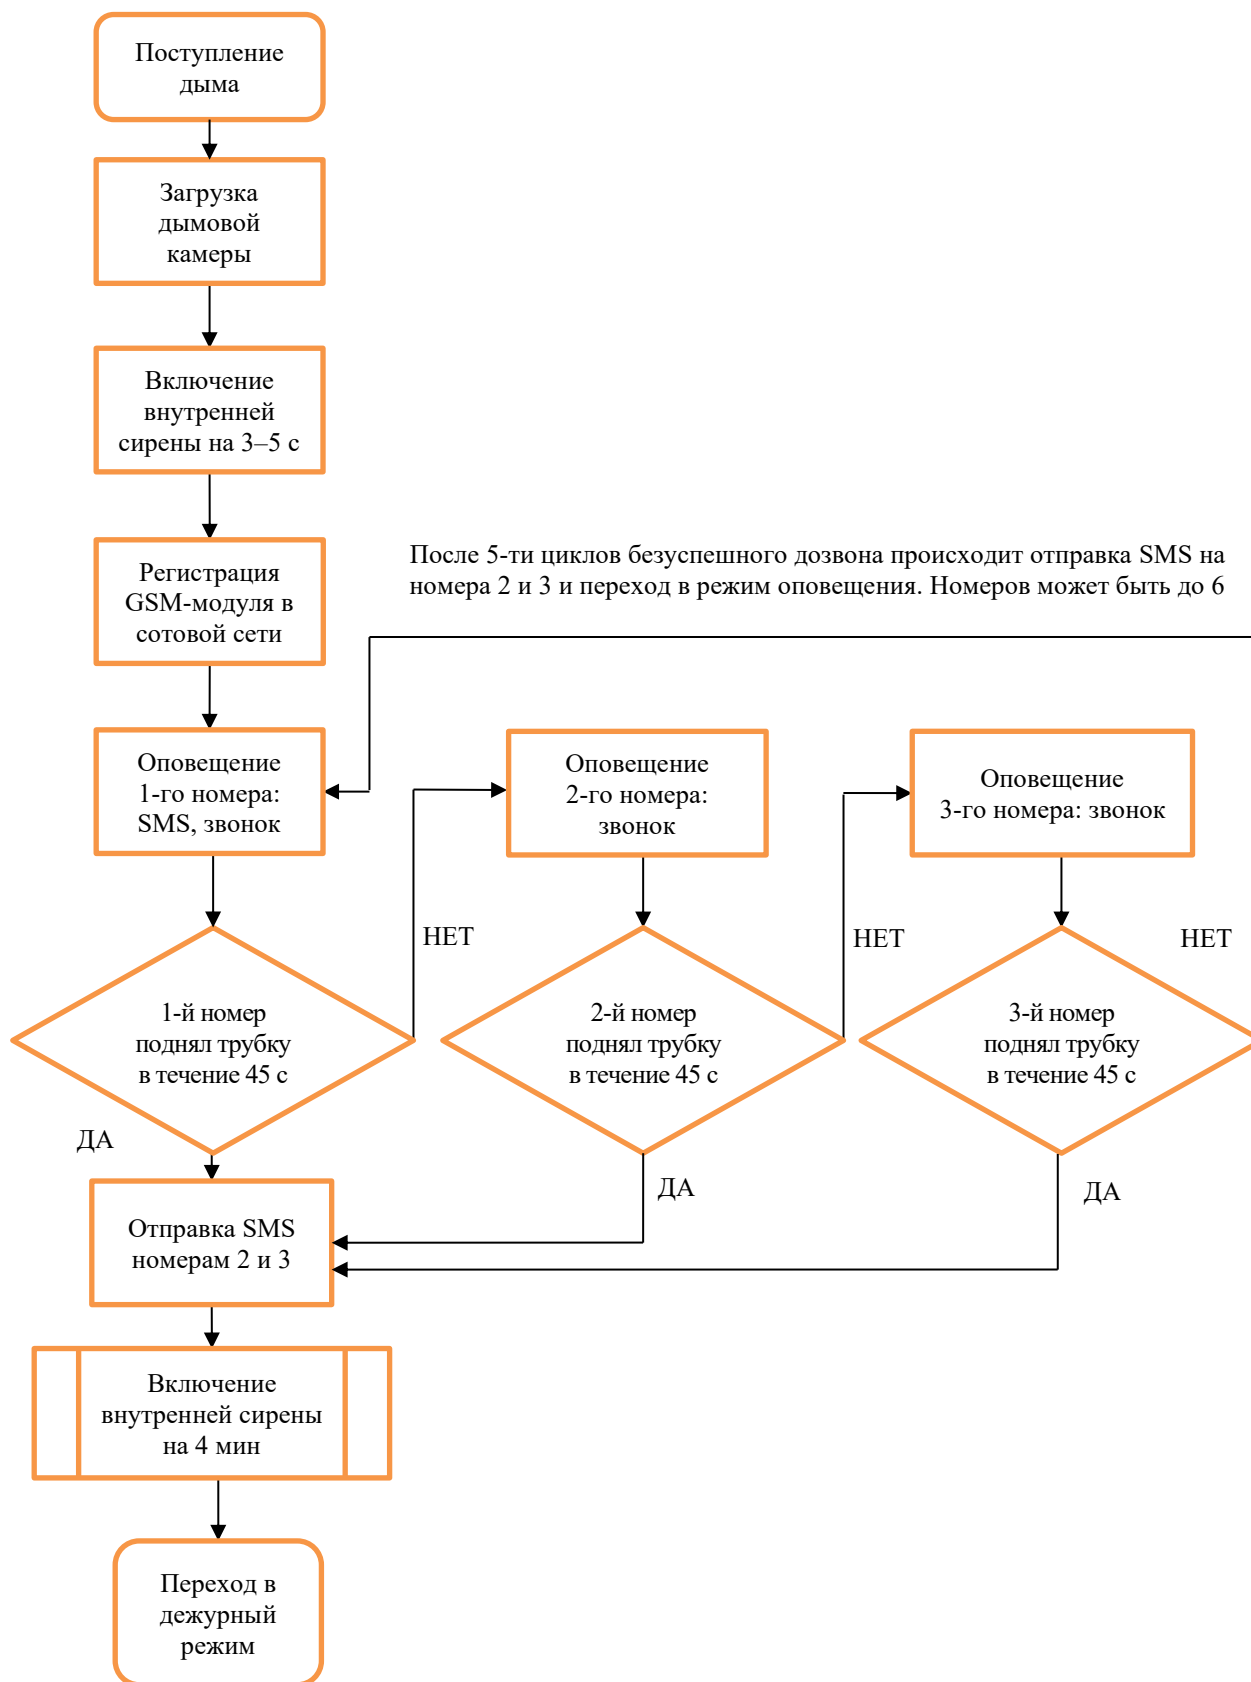 Поступление
дыма
Загрузка
дымовой
камеры
Включение
внутренней
сирены на 3–5 с
Регистрация
GSM-модуля в
сотовой сети
После 5-ти циклов безуспешного дозвона происходит отправка SMS на
номера 2 и 3 и переход в режим оповещения. Номеров может быть до 6
Оповещение
1-го номера:
SMS, звонок
Оповещение
2-го номера:
звонок
Оповещение
3-го номера: звонок
НЕТ
НЕТ
НЕТ
1-й номер
поднял трубку
в течение 45 с
2-й номер
поднял трубку
в течение 45 с
3-й номер
поднял трубку
в течение 45 с
ДА
ДА
ДА
Отправка SMS
номерам 2 и 3
Включение
внутренней сирены
на 4 мин
Переход в
дежурный
режим